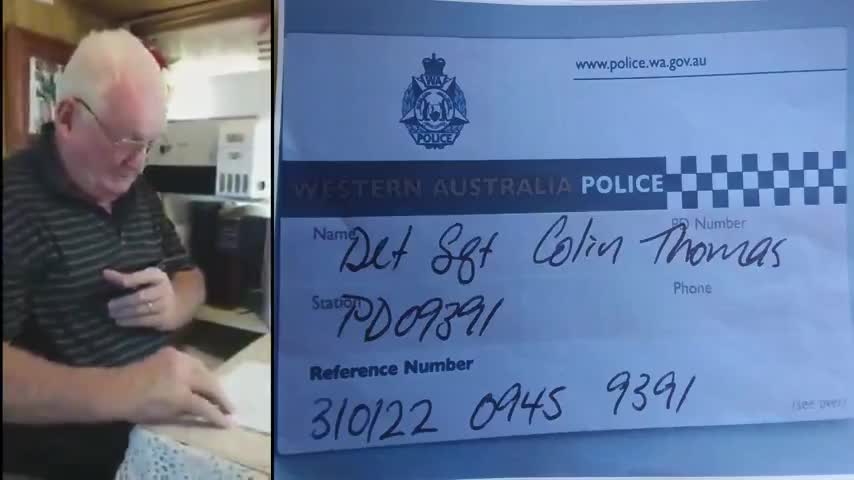 www.police.wa.gov.au
WA
POLICE
WESTERN AUSTRALIA POLICE
Name Det Sgt Colin Thomas PD Number
Station PD09391 Phone
Reference Number
310122 0945 9391
(see over)